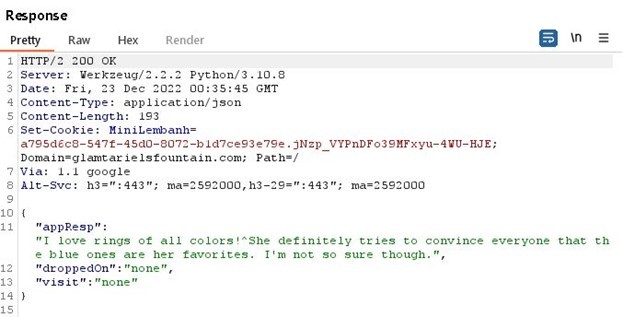 Response
Pretty Raw Hex Render \n
1 HTTP/2 200 OK
2 Server: Werkzeug/2.2.2 Python/3.10.8
3 Date: Fri, 23 Dec 2022 00:35:45 GMT
4 Content-Type: application/json
5 Content-Length: 193
6 Set-Cookie: MiniLembanh=
a795d6c8-547f-45d0-8072-b1d7ce93e79e.jNzp_VYPnDFo39MFxyu-4WU-HJE;
Domain=glamtarielsfountain.com; Path=/
7 Via: 1.1 google
8 Alt-Svc: h3=":443"; ma=2592000,h3-29=":443"; ma=2592000
9
10 {
11 "appResp":
"I love rings of all colors!^She definitely tries to convince everyone that th
e blue ones are her favorites. I'm not so sure though.",
12 "droppedOn":"none",
13 "visit":"none"
14 }
15